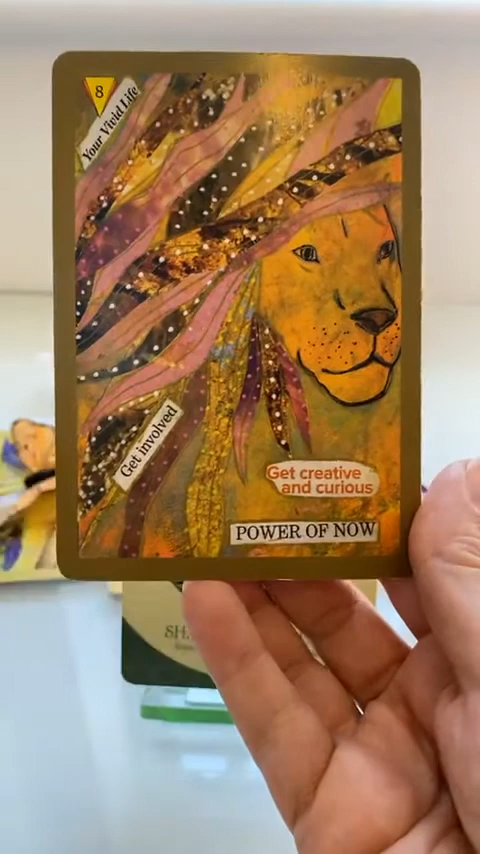 8
Your Vivid Life
Get involved
Get creative
and curious
POWER OF NOW